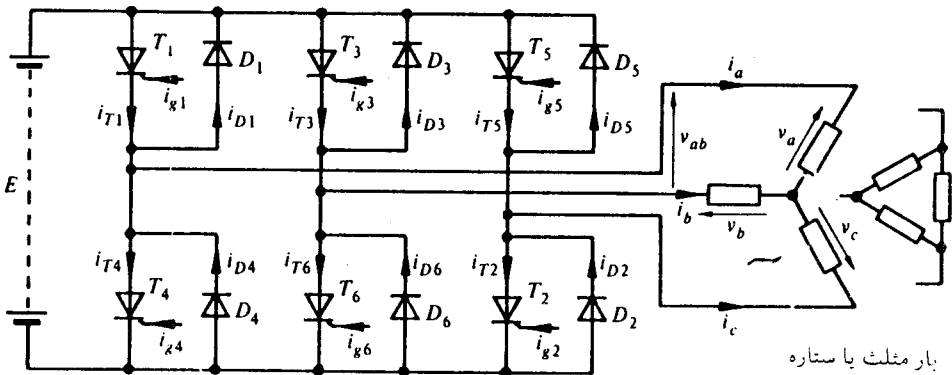 T1 D1 T3 D3 T5 D5
ig1 ig3 ig5
iT1 iD1 iT3 iD3 iT5 iD5
ia
va
vab
E
ib
vb
vc
iT4 iD4 iT6 iD6 iT2 iD2
T4 D4 T6 D6 T2 D2
ig4 ig6 ig2
ic
بار مثلث یا ستاره